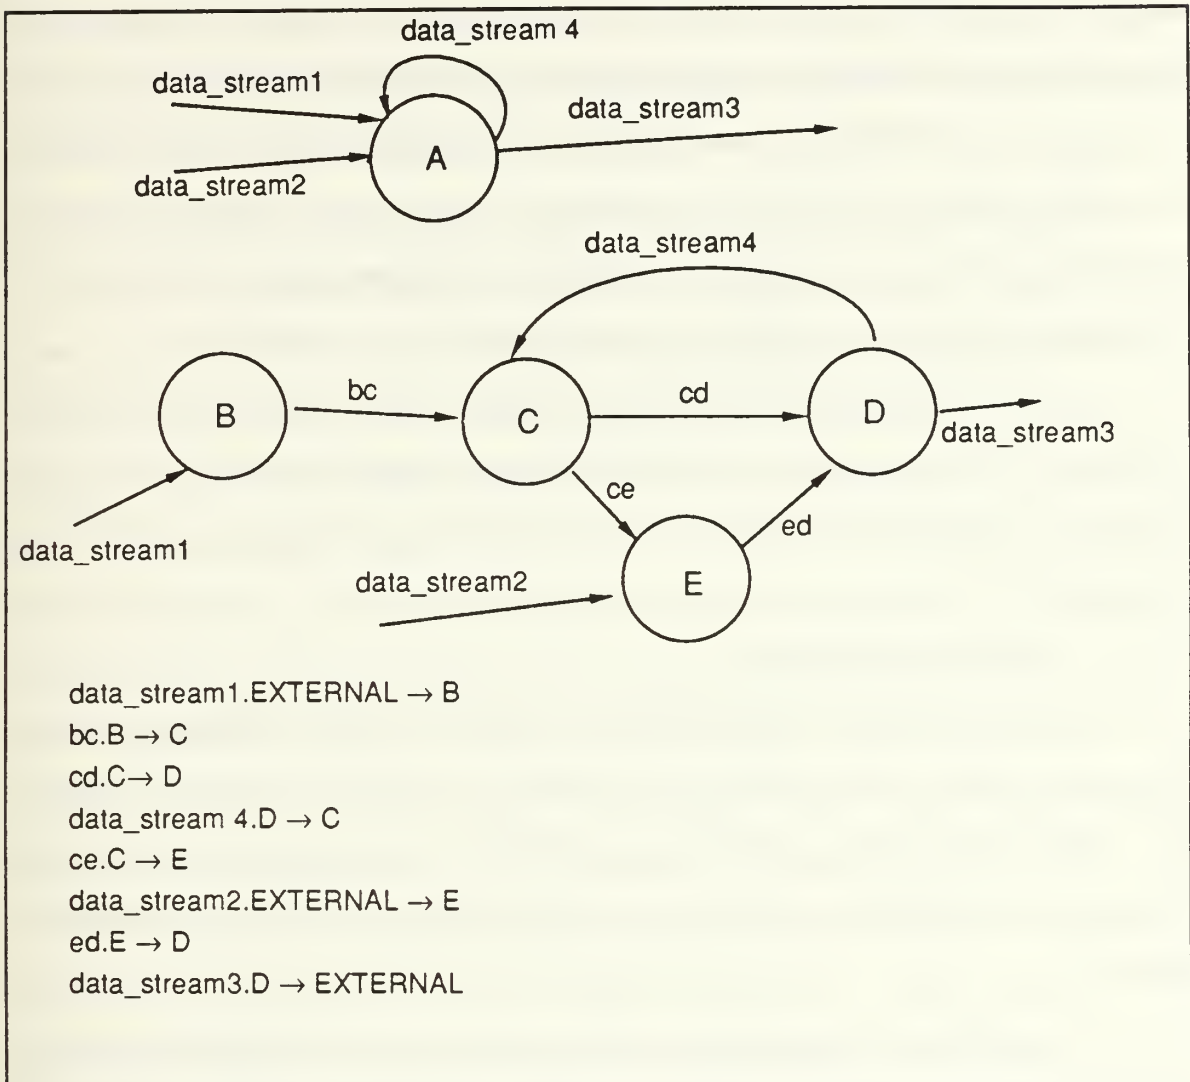 data_stream 4
data_stream1
data_stream3
A
data_stream2
data_stream4
bc
cd
B
C
D
data_stream3
ce
ed
data_stream1
data_stream2
E
data_stream1.EXTERNAL → B
bc.B → C
cd.C→ D
data_stream 4.D → C
ce.C → E
data_stream2.EXTERNAL → E
ed.E → D
data_stream3.D → EXTERNAL